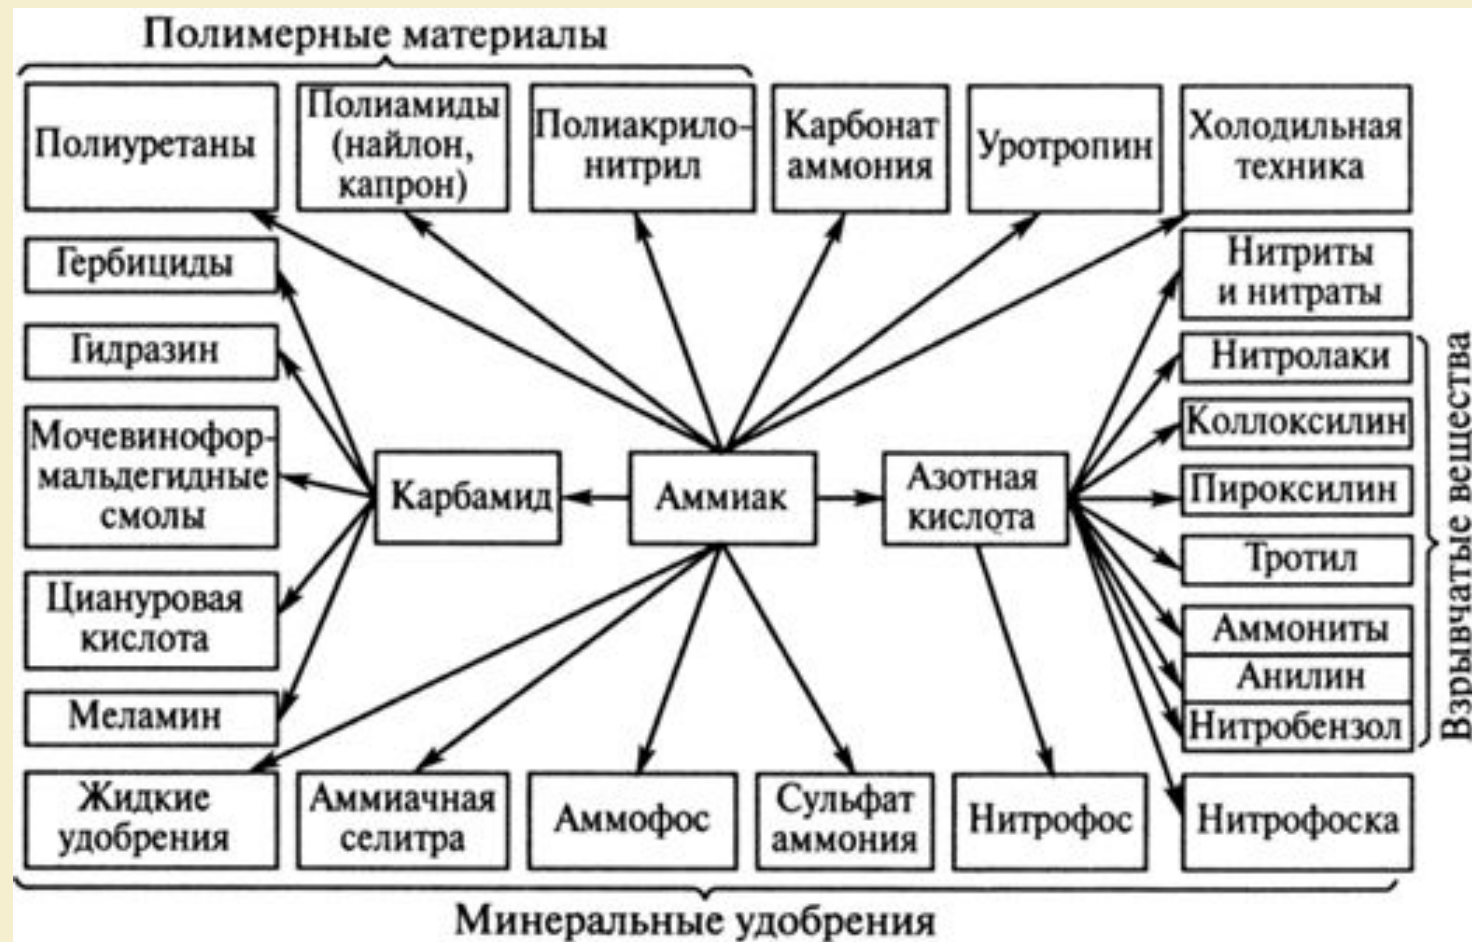 Полимерные материалы
Полиуретаны
Полиамиды
(найлон,
капрон)
Полиакрило-
нитрил
Карбонат
аммония
Уротропин
Холодильная
техника
Гербициды
Гидразин
Мочевинофор-
мальдегидные
смолы
Циануровая
кислота
Меламин
Карбамид
Аммиак
Азотная
кислота
Нитриты
и нитраты
Нитролаки
Коллоксилин
Пироксилин
Тротил
Аммониты
Анилин
Нитробензол
Взрывчатые вещества
Жидкие
удобрения
Аммиачная
селитра
Аммофос
Сульфат
аммония
Нитрофос
Нитрофоска
Минеральные удобрения